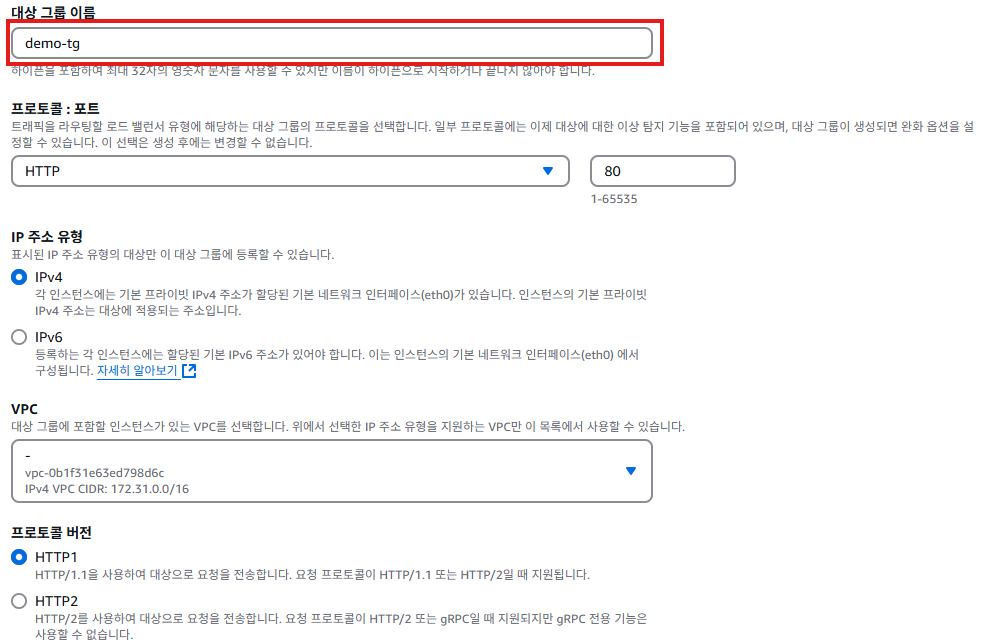 대상 그룹 이름
demo-tg
하이픈을 포함하여 최대 32자의 영숫자 문자를 사용할 수 있지만 이름이 하이픈으로 시작하거나 끝나지 않아야 합니다.
프로토콜 : 포트
트래픽을 라우팅할 로드 밸런서 유형에 해당하는 대상 그룹의 프로토콜을 선택합니다. 일부 프로토콜에는 이제 대상에 대한 이상 탐지 기능을 포함되어 있으며, 대상 그룹이 생성되면 완화 옵션을 설
정할 수 있습니다. 이 선택은 생성 후에는 변경할 수 없습니다.
HTTP
80
1-65535
IP 주소 유형
표시된 IP 주소 유형의 대상만 이 대상 그룹에 등록할 수 있습니다.
IPv4
각 인스턴스에는 기본 프라이빗 IPv4 주소가 할당된 기본 네트워크 인터페이스(eth0)가 있습니다. 인스턴스의 기본 프라이빗
IPv4 주소는 대상에 적용되는 주소입니다.
IPv6
등록하는 각 인스턴스에는 할당된 기본 IPv6 주소가 있어야 합니다. 이는 인스턴스의 기본 네트워크 인터페이스(eth0) 에서
구성됩니다. 자세히 알아보기
VPC
대상 그룹에 포함할 인스턴스가 있는 VPC를 선택합니다. 위에서 선택한 IP 주소 유형을 지원하는 VPC만 이 목록에서 사용할 수 있습니다.
-
vpc-0b1f31e63ed798d6c
IPv4 VPC CIDR: 172.31.0.0/16
프로토콜 버전
HTTP1
HTTP/1.1을 사용하여 대상으로 요청을 전송합니다. 요청 프로토콜이 HTTP/1.1 또는 HTTP/2일 때 지원됩니다.
HTTP2
HTTP/2를 사용하여 대상으로 요청을 전송합니다. 요청 프로토콜이 HTTP/2 또는 gRPC일 때 지원되지만 gRPC 전용 기능은
사용할 수 없습니다.